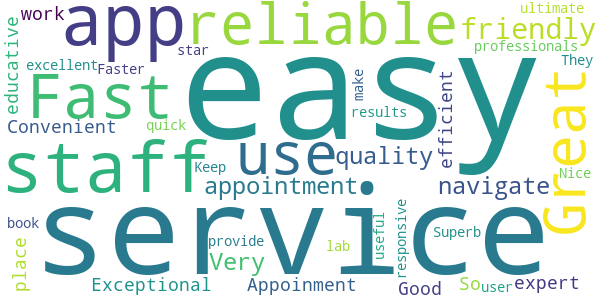 work
app
reliable
ultimate
friendly
educative
star
professionals
excellent
Faster
They
Fast
easy
make
efficient
Great
results
Convenient
quick
use
quality
staff
Keep
Nice
appointment
navigate
service
book
place
provide
Very
lab
useful
responsive
Superb
Exceptional
Appoinment
Good
So
user
expert